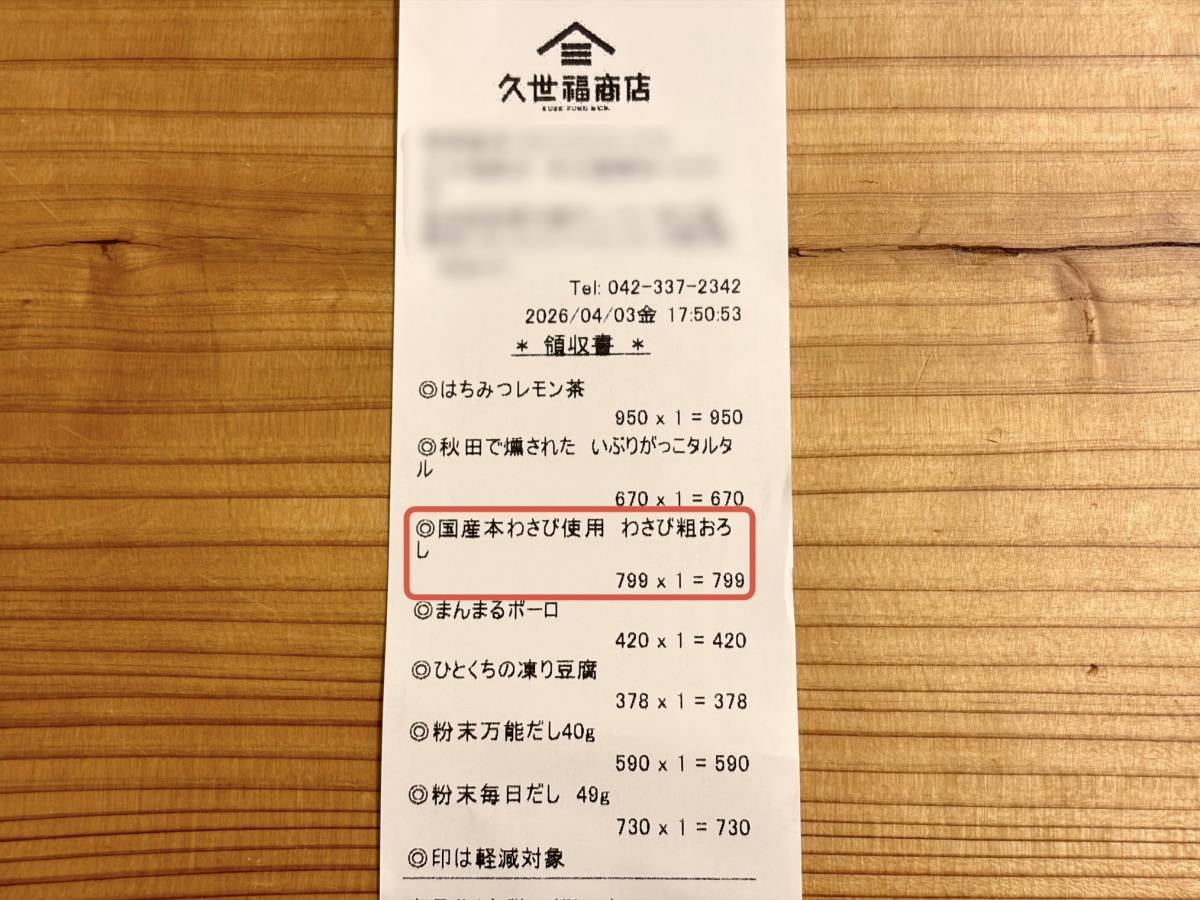 久世福商店
KUZE FUKU & CO.
Tel: 042-337-2342
2026/04/03金 17:50:53
* 領収書 *
◎はちみつレモン茶
950 x 1 = 950
◎秋田で燻された いぶりがっこタルタ
ル
670 x 1 = 670
◎国産本わさび使用 わさび粗おろ
し
799 x 1 = 799
◎まんまるボーロ
420 x 1 = 420
◎ひとくちの凍り豆腐
378 x 1 = 378
◎粉末万能だし40g
590 x 1 = 590
◎粉末毎日だし 49g
730 x 1 = 730
◎印は軽減対象